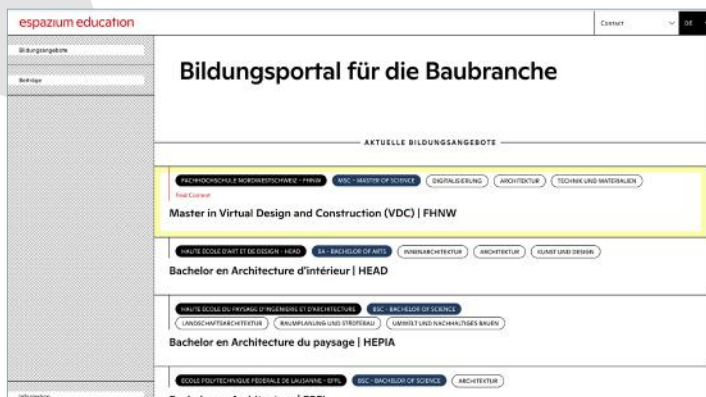 espazium education
Contact
DE
Bildungsangebote
Beiträge
Bildungsportal für die Baubranche
AKTUELLE BILDUNGSANGEBOTE
FACHHOCHSCHULE NORDWESTSCHWEIZ - FHNW MSC - MASTER OF SCIENCE DIGITALISIERUNG ARCHITEKTUR TECHNIK UND MATERIALIEN
Paid Content
Master in Virtual Design and Construction (VDC) | FHNW
HAUTE ÉCOLE D'ART ET DE DESIGN - HEAD BA - BACHELOR OF ARTS INNENARCHITEKTUR ARCHITEKTUR KUNST UND DESIGN
Bachelor en Architecture d'intérieur | HEAD
HAUTE ÉCOLE DU PAYSAGE D'INGÉNIERIE ET D'ARCHITECTURE BSC - BACHELOR OF SCIENCE
LANDSCHAFTSARCHITEKTUR RAUMPLANUNG UND STÄDTEBAU UMWELT UND NACHHALTIGES BAUEN
Bachelor en Architecture du paysage | HEPIA
ÉCOLE POLYTECHNIQUE FÉDÉRALE DE LAUSANNE - EPFL BSC - BACHELOR OF SCIENCE ARCHITEKTUR
Information